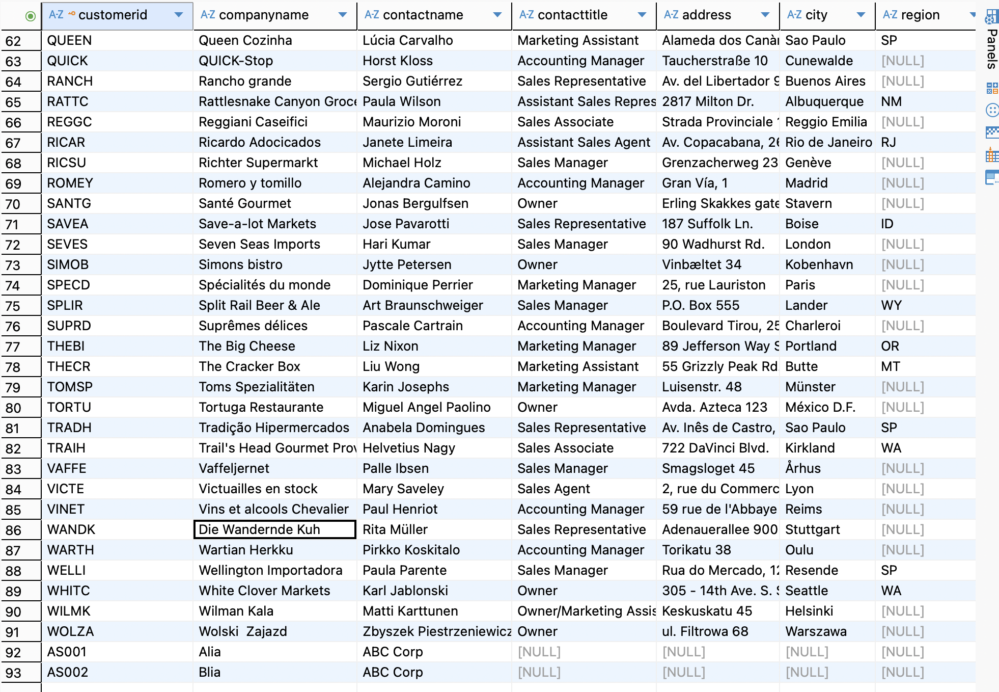 A-Z customerid A-Z companyname A-Z contactname A-Z contacttitle A-Z address A-Z city A-Z region
62 QUEEN Queen Cozinha Lúcia Carvalho Marketing Assistant Alameda dos Canàr Sao Paulo SP
63 QUICK QUICK-Stop Horst Kloss Accounting Manager Taucherstraße 10 Cunewalde [NULL]
64 RANCH Rancho grande Sergio Gutiérrez Sales Representative Av. del Libertador 9 Buenos Aires [NULL]
65 RATTC Rattlesnake Canyon Groce Paula Wilson Assistant Sales Repres 2817 Milton Dr. Albuquerque NM
66 REGGC Reggiani Caseifici Maurizio Moroni Sales Associate Strada Provinciale 1 Reggio Emilia [NULL]
67 RICAR Ricardo Adocicados Janete Limeira Assistant Sales Agent Av. Copacabana, 26 Rio de Janeiro RJ
68 RICSU Richter Supermarkt Michael Holz Sales Manager Grenzacherweg 23 Genève [NULL]
69 ROMEY Romero y tomillo Alejandra Camino Accounting Manager Gran Vía, 1 Madrid [NULL]
70 SANTG Santé Gourmet Jonas Bergulfsen Owner Erling Skakkes gate Stavern [NULL]
71 SAVEA Save-a-lot Markets Jose Pavarotti Sales Representative 187 Suffolk Ln. Boise ID
72 SEVES Seven Seas Imports Hari Kumar Sales Manager 90 Wadhurst Rd. London [NULL]
73 SIMOB Simons bistro Jytte Petersen Owner Vinbæltet 34 Kobenhavn [NULL]
74 SPECD Spécialités du monde Dominique Perrier Marketing Manager 25, rue Lauriston Paris [NULL]
75 SPLIR Split Rail Beer & Ale Art Braunschweiger Sales Manager P.O. Box 555 Lander WY
76 SUPRD Suprêmes délices Pascale Cartrain Accounting Manager Boulevard Tirou, 25 Charleroi [NULL]
77 THEBI The Big Cheese Liz Nixon Marketing Manager 89 Jefferson Way S Portland OR
78 THECR The Cracker Box Liu Wong Marketing Assistant 55 Grizzly Peak Rd. Butte MT
79 TOMSP Toms Spezialitäten Karin Josephs Marketing Manager Luisenstr. 48 Münster [NULL]
80 TORTU Tortuga Restaurante Miguel Angel Paolino Owner Avda. Azteca 123 México D.F. [NULL]
81 TRADH Tradição Hipermercados Anabela Domingues Sales Representative Av. Inês de Castro, Sao Paulo SP
82 TRAIH Trail's Head Gourmet Prov Helvetius Nagy Sales Associate 722 DaVinci Blvd. Kirkland WA
83 VAFFE Vaffeljernet Palle Ibsen Sales Manager Smagsloget 45 Århus [NULL]
84 VICTE Victuailles en stock Mary Saveley Sales Agent 2, rue du Commerc Lyon [NULL]
85 VINET Vins et alcools Chevalier Paul Henriot Accounting Manager 59 rue de l'Abbaye Reims [NULL]
86 WANDK Die Wandernde Kuh Rita Müller Sales Representative Adenauerallee 900 Stuttgart [NULL]
87 WARTH Wartian Herkku Pirkko Koskitalo Accounting Manager Torikatu 38 Oulu [NULL]
88 WELLI Wellington Importadora Paula Parente Sales Manager Rua do Mercado, 12 Resende SP
89 WHITC White Clover Markets Karl Jablonski Owner 305 - 14th Ave. S. S Seattle WA
90 WILMK Wilman Kala Matti Karttunen Owner/Marketing Assis Keskuskatu 45 Helsinki [NULL]
91 WOLZA Wolski  Zajazd Zbyszek Piestrzeniewicz Owner ul. Filtrowa 68 Warszawa [NULL]
92 AS001 Alia ABC Corp [NULL] [NULL] [NULL] [NULL]
93 AS002 Blia ABC Corp [NULL] [NULL] [NULL] [NULL]
Panels